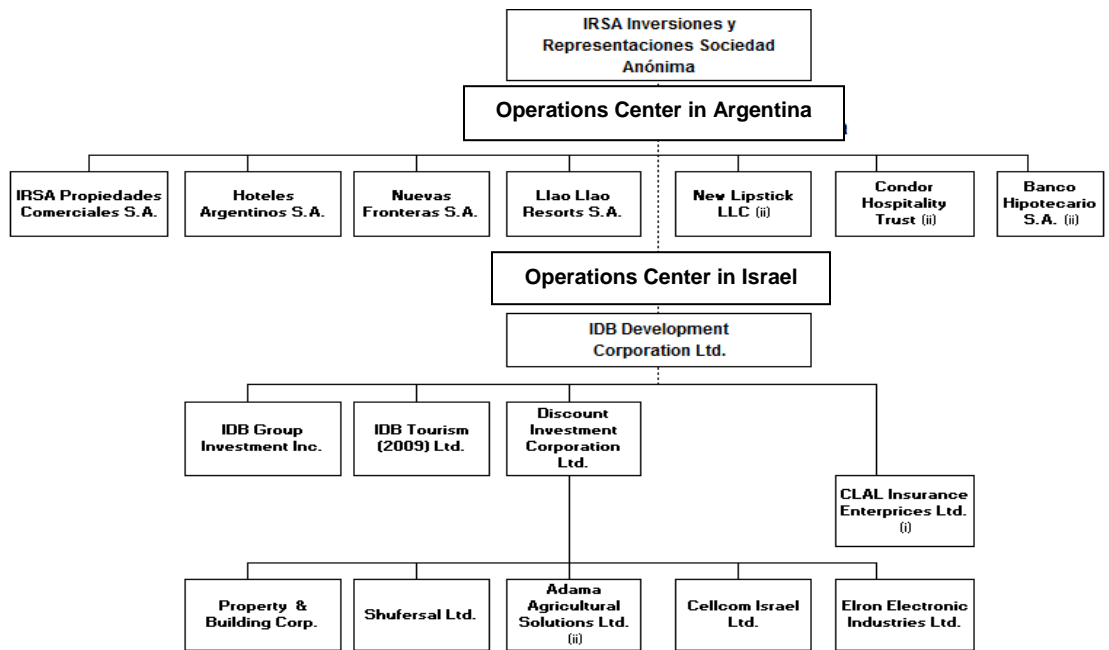 IRSA Inversiones y
Representaciones Sociedad
Anónima
Operations Center in Argentina
IRSA Propiedades
Comerciales S.A.
Hoteles
Argentinos S.A.
Nuevas
Fronteras S.A.
Llao Llao
Resorts S.A.
New Lipstick
LLC (ii)
Condor
Hospitality
Trust (ii)
Banco
Hipotecario
S.A. (ii)
Operations Center in Israel
IDB Development
Corporation Ltd.
IDB Group
Investment Inc.
IDB Tourism
(2009) Ltd.
Discount
Investment
Corporation
Ltd.
CLAL Insurance
Enterprices Ltd.
(i)
Property & 
Building Corp.
Shufersal Ltd.
Adama
Agricultural
Solutions Ltd.
(ii)
Cellcom Israel
Ltd.
Elron Electronic
Industries Ltd.